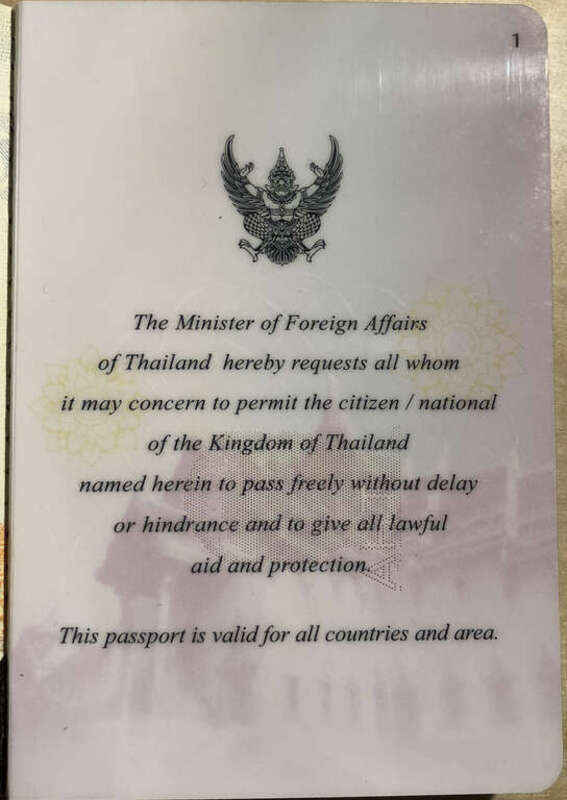 1
The Minister of Foreign Affairs
of Thailand hereby requests all whom
it may concern to permit the citizen / national
of the Kingdom of Thailand
named herein to pass freely without delay
or hindrance and to give all lawful
aid and protection.
This passport is valid for all countries and area.